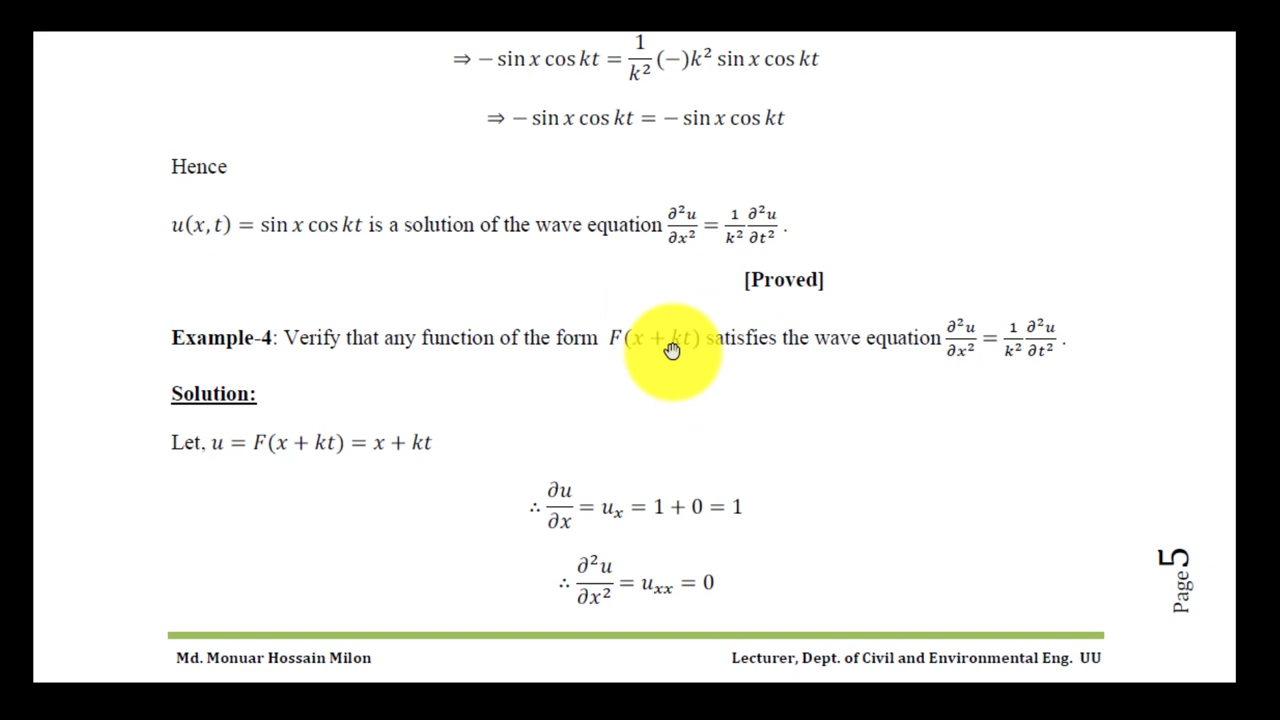 ⇒ − sin x cos kt = 1/k² (−)k² sin x cos kt
⇒ − sin x cos kt = − sin x cos kt
Hence
u(x, t) = sin x cos kt is a solution of the wave equation ∂²u/∂x² = 1/k² ∂²u/∂t² .
[Proved]
Example-4: Verify that any function of the form F(x + kt) satisfies the wave equation ∂²u/∂x² = 1/k² ∂²u/∂t² .
Solution:
Let, u = F(x + kt) = x + kt
∴ ∂u/∂x = uₓ = 1 + 0 = 1
∴ ∂²u/∂x² = uₓₓ = 0
Page 5
Md. Monuar Hossain Milon Lecturer, Dept. of Civil and Environmental Eng. UU